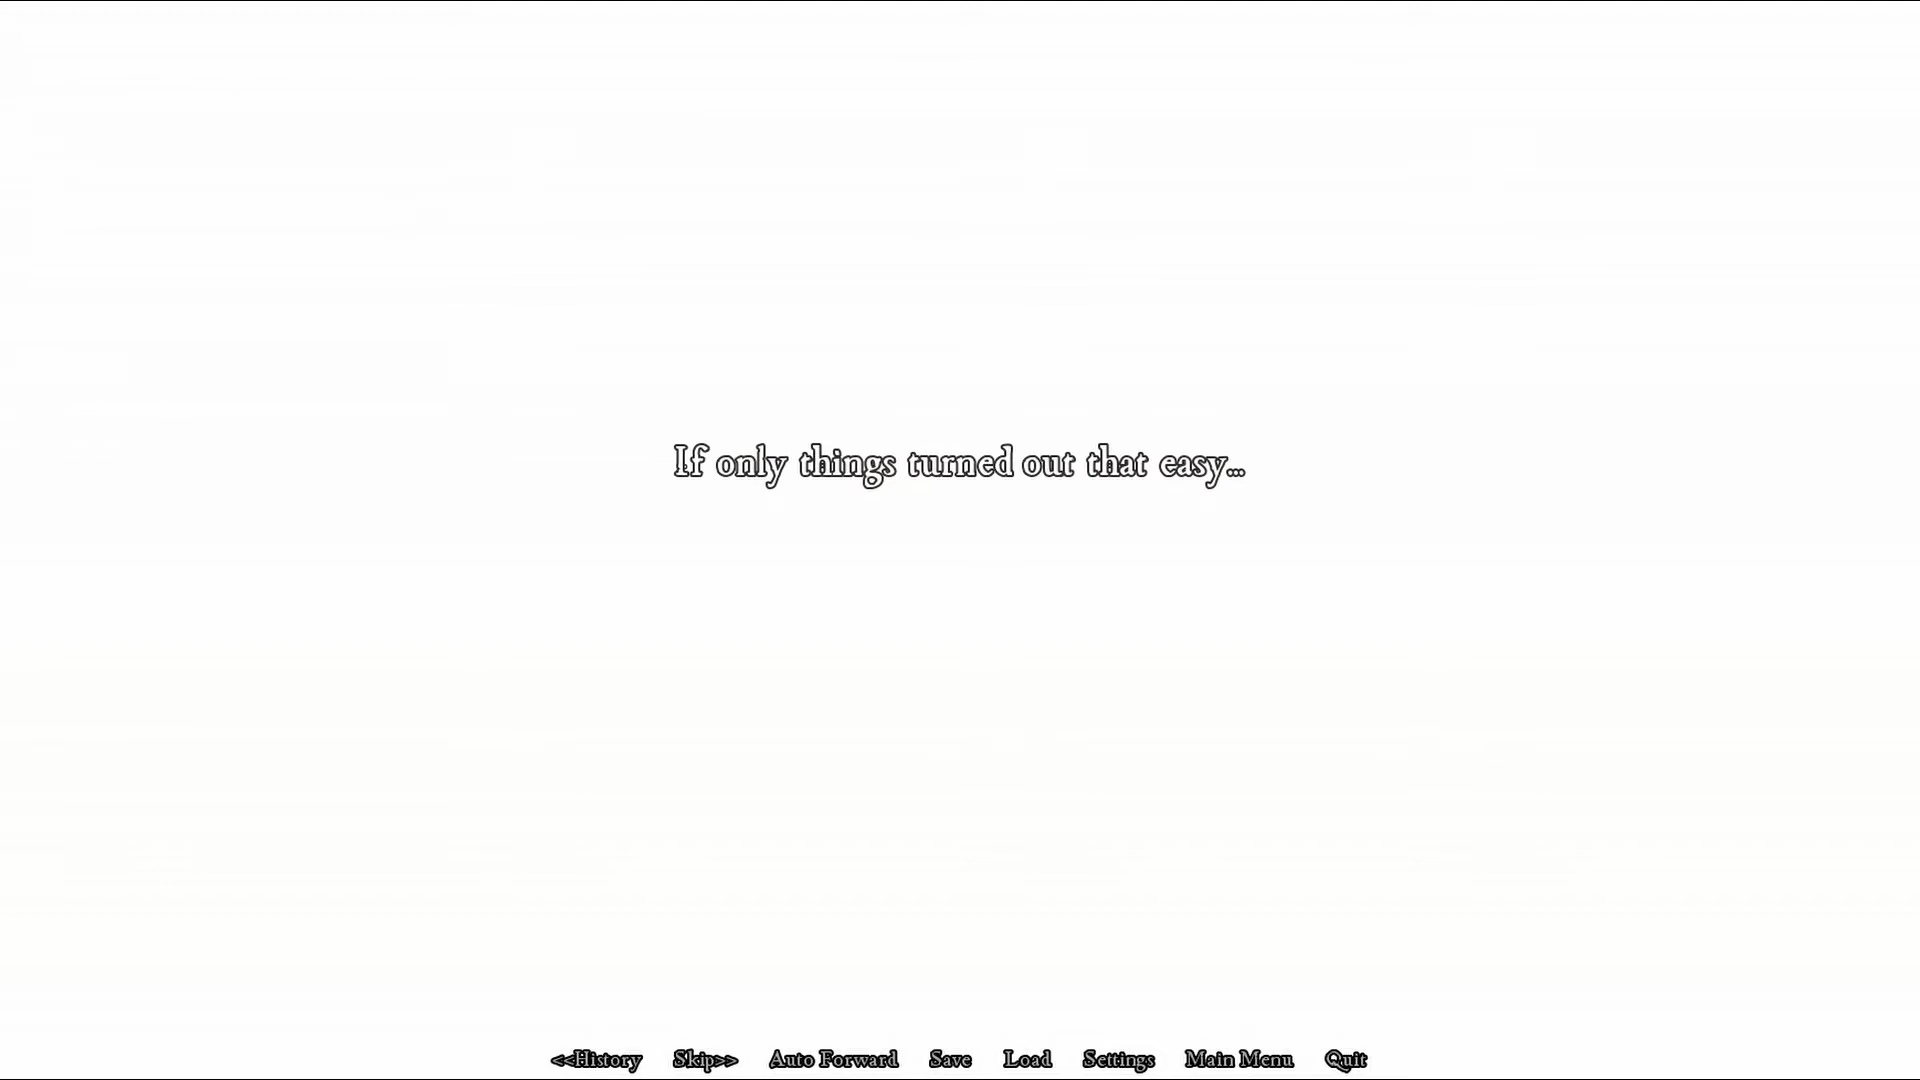 If only things turned out that easy...
<<History Skip>> Auto Forward Save Load Settings Main Menu Quit